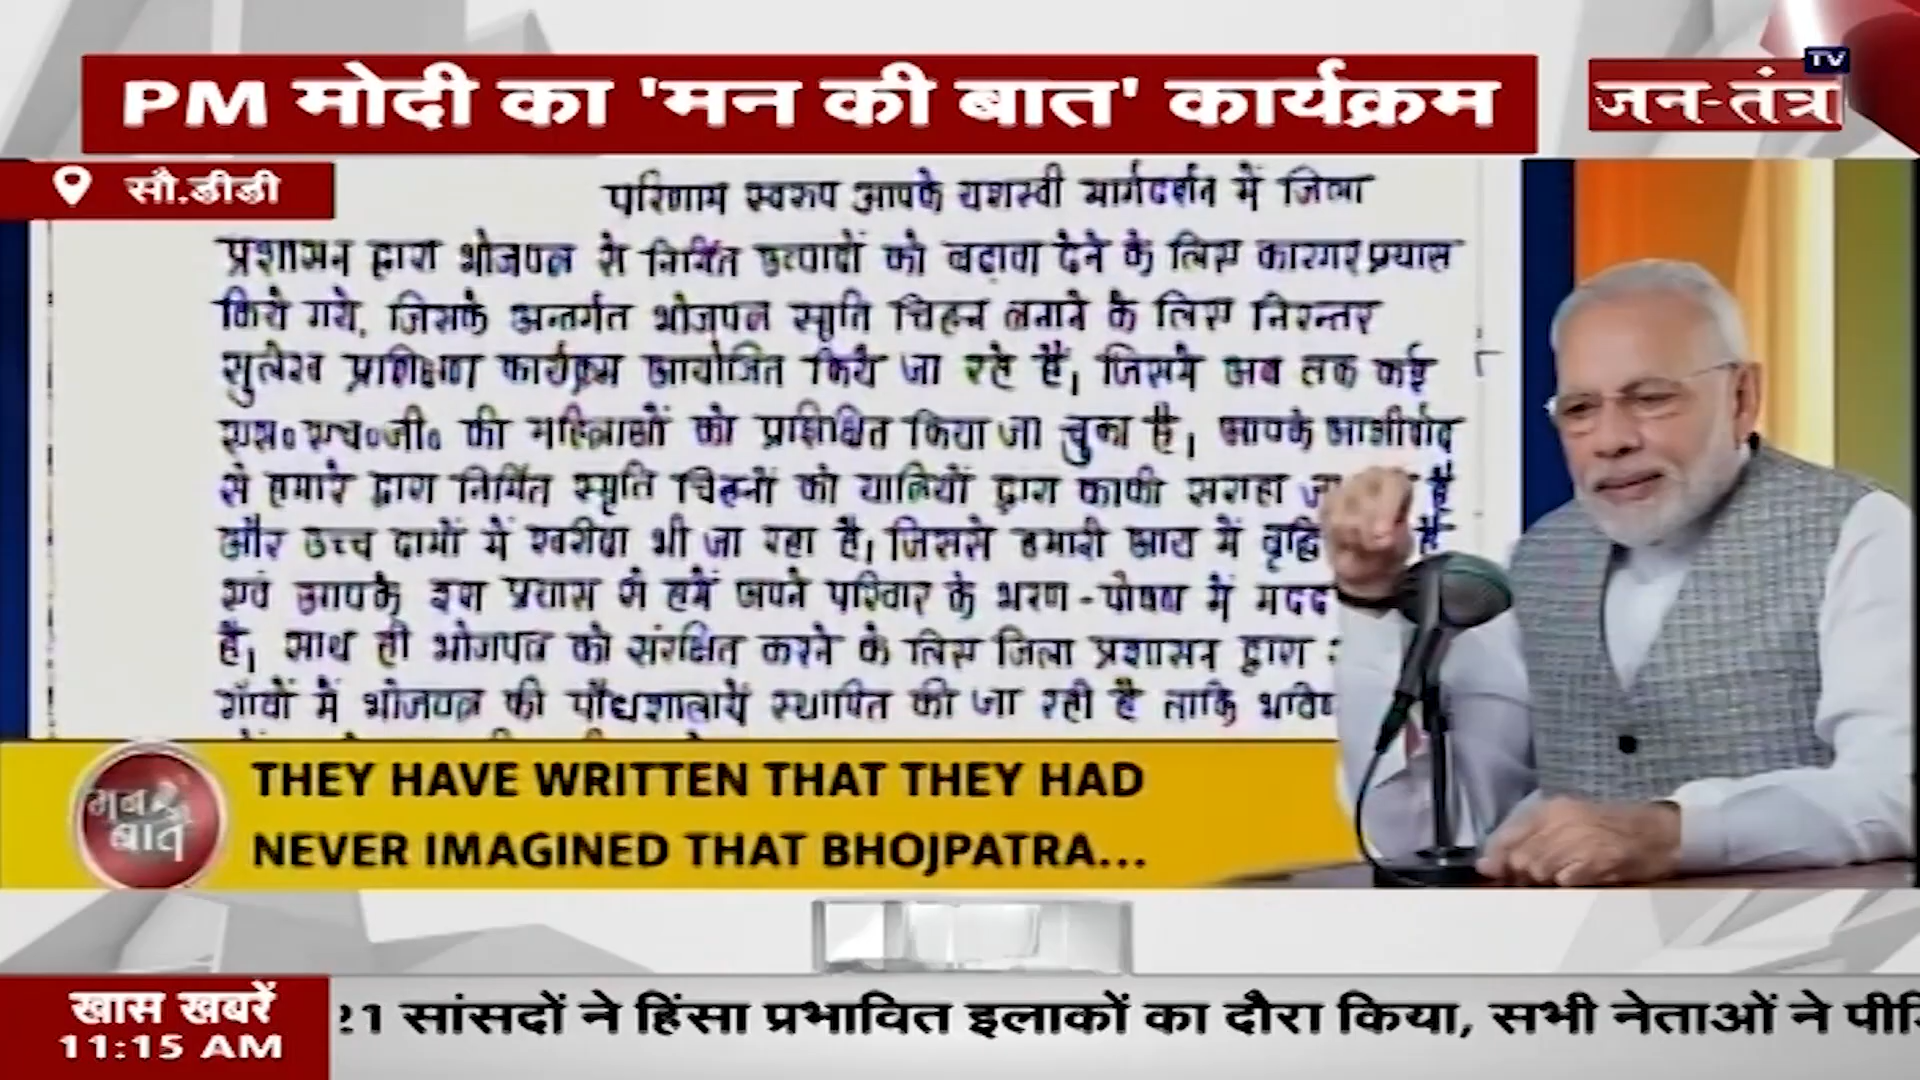 PM मोदी का 'मन की बात' कार्यक्रम
TV
जन-तंत्र
सौ.डीडी
परिणाम स्वरूप आपके यशस्वी मार्गदर्शन में जिला
प्रशासन द्वारा भोजपत्र से निर्मित उत्पादों को बढ़ावा देने के लिए कारगर प्रयास
किये गये, जिसके अन्तर्गत भोजपत्र स्मृति चिह्न बनाने के लिए निरन्तर
सुलेख प्रशिक्षण कार्यक्रम आयोजित किये जा रहे हैं, जिसमे अब तक कई
एस० एच० जी० की महिलाओं को प्रशिक्षित किया जा चुका है, आपके आशीर्वाद
से हमारे द्वारा निर्मित स्मृति चिह्नों को यात्रियों द्वारा काफी सराहा है
और उच्च दामों में खरीदा भी जा रहा है, जिससे हमारी आय में है
एवं आपके इस प्रयास से हमें अपने परिवार के भरण-पोषण में मदद
है, साथ ही भोजपत्र को संरक्षित करने के लिए जिला प्रशासन द्वारा
गाँवों में भोजपत्र की पौधशालायें स्थापित की जा रही है ताकि
मन की
बात
THEY HAVE WRITTEN THAT THEY HAD
NEVER IMAGINED THAT BHOJPATRA...
खास खबरें
11:15 AM
21 सांसदों ने हिंसा प्रभावित इलाकों का दौरा किया, सभी नेताओं ने